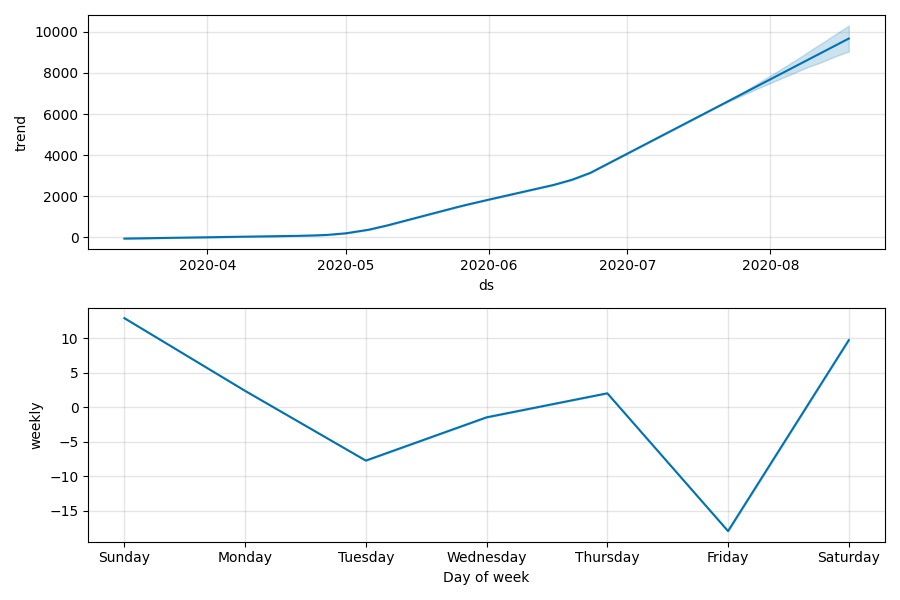 10000
8000
6000
4000
2000
0
trend
2020-04 2020-05 2020-06 2020-07 2020-08
ds
10
5
0
−5
−10
−15
weekly
Sunday Monday Tuesday Wednesday Thursday Friday Saturday
Day of week